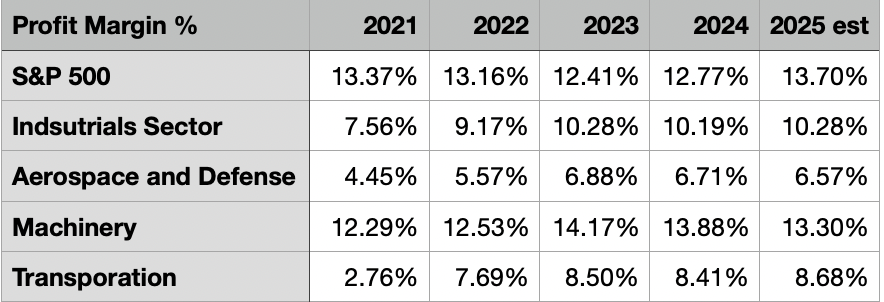 Profit Margin % 2021 2022 2023 2024 2025 est
S&P 500 13.37% 13.16% 12.41% 12.77% 13.70%
Indsutrials Sector 7.56% 9.17% 10.28% 10.19% 10.28%
Aerospace and Defense 4.45% 5.57% 6.88% 6.71% 6.57%
Machinery 12.29% 12.53% 14.17% 13.88% 13.30%
Transporation 2.76% 7.69% 8.50% 8.41% 8.68%